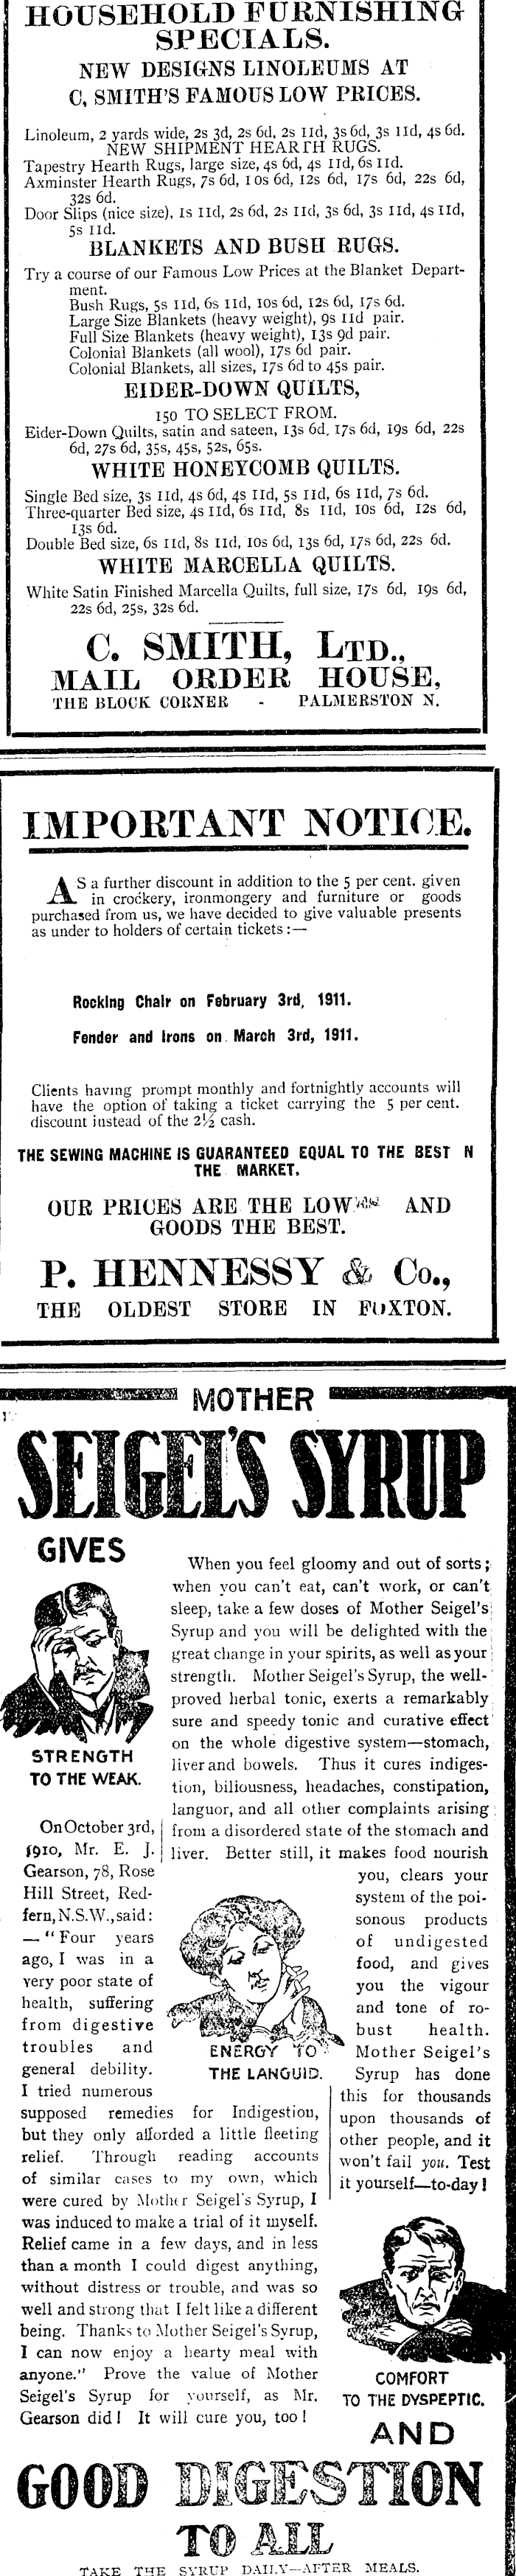 HOUSEHOLD FURNISHING
SPECIALS.
NEW DESIGNS LINOLEUMS AT
C, SMITH'S FAMOUS LOW PRICES.
Linoleum, 2 yards wide, 2s 3d, 2s 6d, 2s 11d, 3s 6d, 3s 11d, 4s 6d.
NEW SHIPMENT HEARTH RUGS.
Tapestry Hearth Rugs, large size, 4s 6d, 4s 11d, 6s 11d.
Axminster Hearth Rugs, 7s 6d, 10s 6d, 12s 6d, 17s 6d, 22s 6d,
32s 6d.
Door Slips (nice size), 1s 11d, 2s 6d, 2s 11d, 3s 6d, 3s 11d, 4s 11d,
5s 11d.
BLANKETS AND BUSH RUGS.
Try a course of our Famous Low Prices at the Blanket Depart-
ment.
Bush Rugs, 5s 11d, 6s 11d, 10s 6d, 12s 6d, 17s 6d.
Large Size Blankets (heavy weight), 9s 11d pair.
Full Size Blankets (heavy weight), 13s 9d pair.
Colonial Blankets (all wool), 17s 6d pair.
Colonial Blankets, all sizes, 17s 6d to 45s pair.
EIDER-DOWN QUILTS,
150 TO SELECT FROM.
Eider-Down Quilts, satin and sateen, 13s 6d, 17s 6d, 19s 6d, 22s
6d, 27s 6d, 35s, 45s, 52s, 65s.
WHITE HONEYCOMB QUILTS.
Single Bed size, 3s 11d, 4s 6d, 4s 11d, 5s 11d, 6s 11d, 7s 6d.
Three-quarter Bed size, 4s 11d, 6s 11d, 8s 11d, 10s 6d, 12s 6d,
13s 6d.
Double Bed size, 6s 11d, 8s 11d, 10s 6d, 13s 6d, 17s 6d, 22s 6d.
WHITE MARCELLA QUILTS.
White Satin Finished Marcella Quilts, full size, 17s 6d, 19s 6d,
22s 6d, 25s, 32s 6d.
C. SMITH, LTD.,
MAIL ORDER HOUSE,
THE BLOCK CORNER - PALMERSTON N.
IMPORTANT NOTICE.
AS a further discount in addition to the 5 per cent. given
in crockery, ironmongery and furniture or goods
purchased from us, we have decided to give valuable presents
as under to holders of certain tickets :—
Rocking Chair on February 3rd, 1911.
Fender and Irons on March 3rd, 1911.
Clients having prompt monthly and fortnightly accounts will
have the option of taking a ticket carrying the 5 per cent.
discount instead of the 2½ cash.
THE SEWING MACHINE IS GUARANTEED EQUAL TO THE BEST N
THE MARKET.
OUR PRICES ARE THE LOW AND
GOODS THE BEST.
P. HENNESSY & Co.,
THE OLDEST STORE IN FOXTON.
MOTHER
SEIGEL'S SYRUP
GIVES
STRENGTH
TO THE WEAK.
When you feel gloomy and out of sorts ;
when you can't eat, can't work, or can't
sleep, take a few doses of Mother Seigel's
Syrup and you will be delighted with the
great change in your spirits, as well as your
strength. Mother Seigel's Syrup, the well-
proved herbal tonic, exerts a remarkably
sure and speedy tonic and curative effect
on the whole digestive system—stomach,
liver and bowels. Thus it cures indiges-
tion, biliousness, headaches, constipation,
languor, and all other complaints arising
from a disordered state of the stomach and
liver. Better still, it makes food nourish
you, clears your
system of the poi-
sonous products
of undigested
food, and gives
you the vigour
and tone of ro-
bust health.
Mother Seigel's
Syrup has done
this for thousands
upon thousands of
other people, and it
won't fail you. Test
it yourself—to-day !
ENERGY TO
THE LANGUID.
On October 3rd,
1910, Mr. E. J.
Gearson, 78, Rose
Hill Street, Red-
fern, N.S.W., said :
— " Four years
ago, I was in a
very poor state of
health, suffering
from digestive
troubles and
general debility.
I tried numerous
supposed remedies for Indigestion,
but they only afforded a little fleeting
relief. Through reading accounts
of similar cases to my own, which
were cured by Mother Seigel's Syrup, I
was induced to make a trial of it myself.
Relief came in a few days, and in less
than a month I could digest anything,
without distress or trouble, and was so
well and strong that I felt like a different
being. Thanks to Mother Seigel's Syrup,
I can now enjoy a hearty meal with
anyone." Prove the value of Mother
Seigel's Syrup for yourself, as Mr.
Gearson did ! It will cure you, too !
COMFORT
TO THE DYSPEPTIC.
AND
GOOD DIGESTION
TO ALL
TAKE THE SYRUP DAILY—AFTER MEALS.